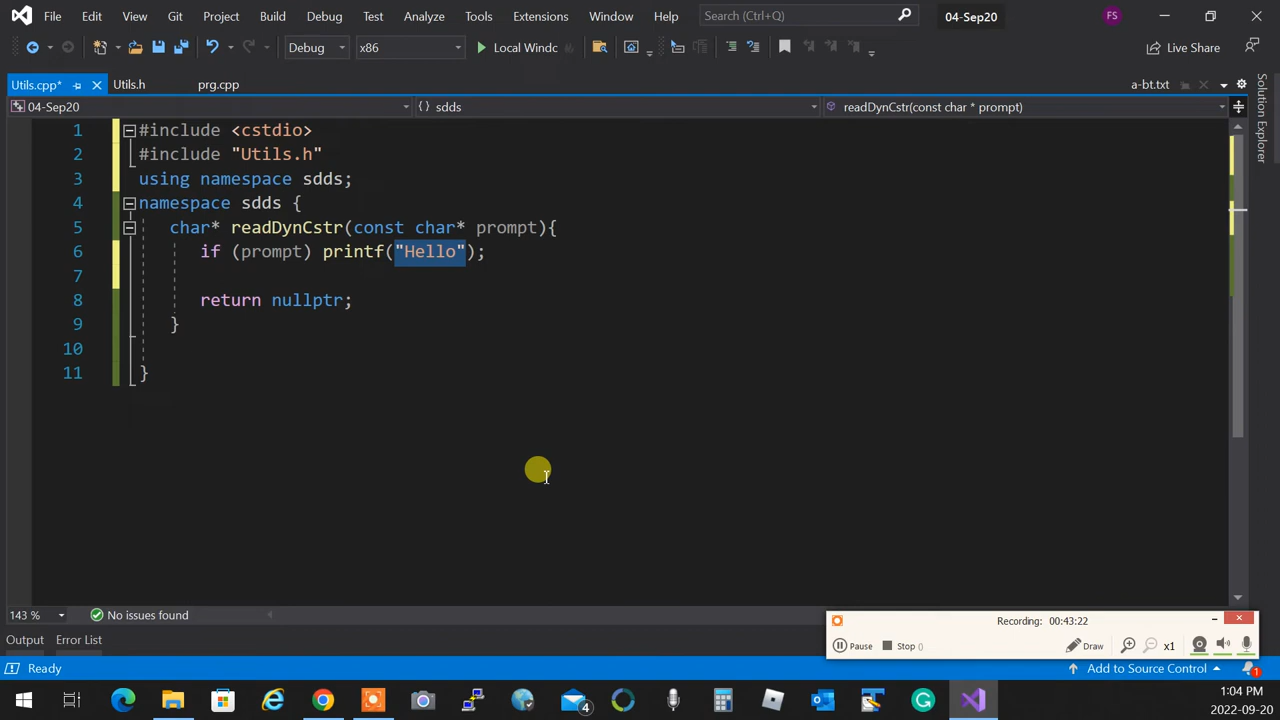 File Edit View Git Project Build Debug Test Analyze Tools Extensions Window Help Search (Ctrl+Q) 04-Sep20 FS
Debug x86 Local Windc Live Share
Utils.cpp* Utils.h prg.cpp a-bt.txt
04-Sep20 sdds readDynCstr(const char * prompt)
1 #include <cstdio>
2 #include "Utils.h"
3 using namespace sdds;
4 namespace sdds {
5 char* readDynCstr(const char* prompt){
6 if (prompt) printf("Hello");
7
8 return nullptr;
9 }
10
11 }
Solution Explorer
143 % No issues found
Recording: 00:43:22
Pause Stop () Draw x1
Output Error List
Ready Add to Source Control 1
4 1:04 PM
2022-09-20